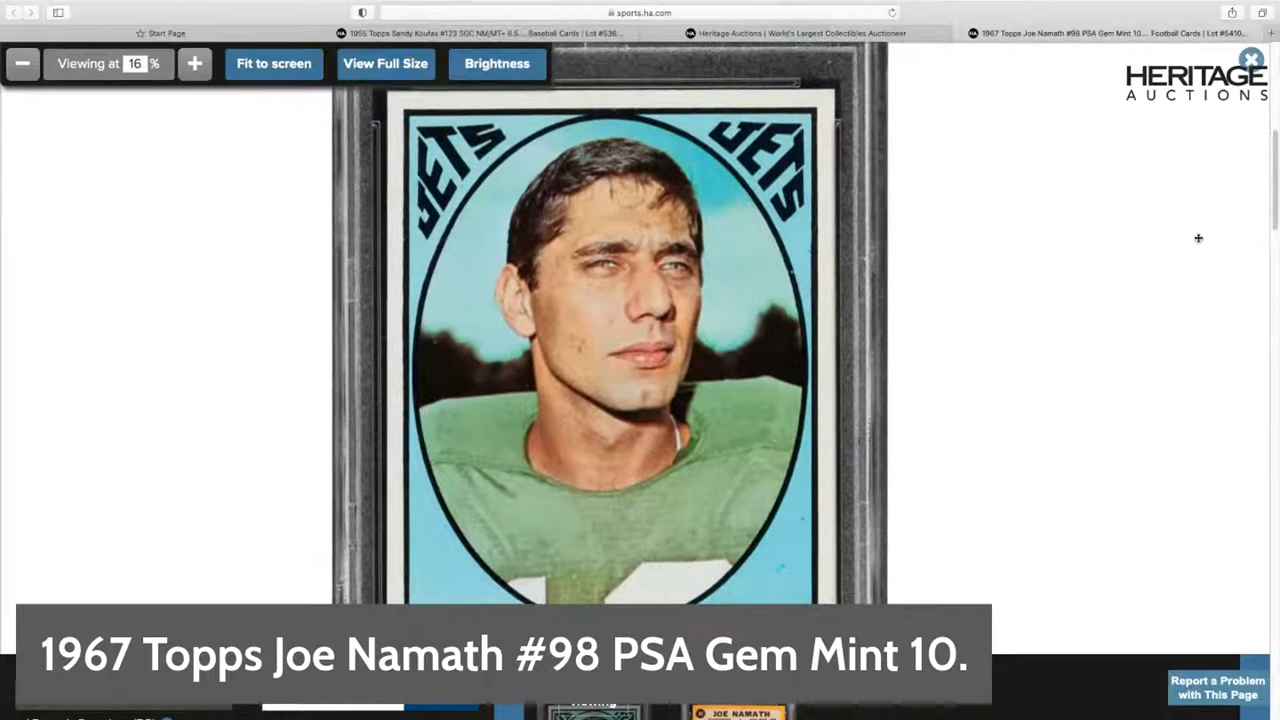 sports.ha.com
Start Page
HA 1955 Topps Sandy Koufax #123 SGC NM/MT+ 8.5.... Baseball Cards | Lot #536...
HA Heritage Auctions | World's Largest Collectibles Auctioneer
HA 1967 Topps Joe Namath #98 PSA Gem Mint 10.... Football Cards | Lot #5410...
Viewing at 16 %
Fit to screen
View Full Size
Brightness
HERITAGE
AUCTIONS
JETS
JETS
1967 Topps Joe Namath #98 PSA Gem Mint 10.
Report a Problem
with This Page
JOE NAMATH